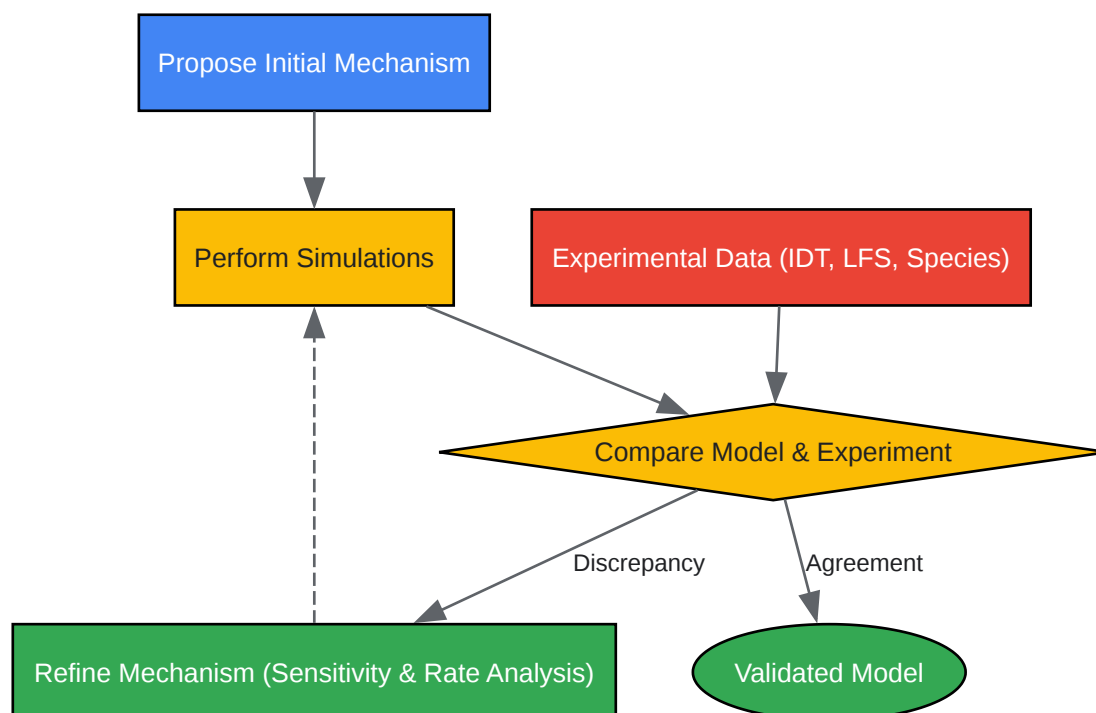 Propose Initial Mechanism
Perform Simulations
Experimental Data (IDT, LFS, Species)
Compare Model & Experiment
Discrepancy
Agreement
Refine Mechanism (Sensitivity & Rate Analysis)
Validated Model